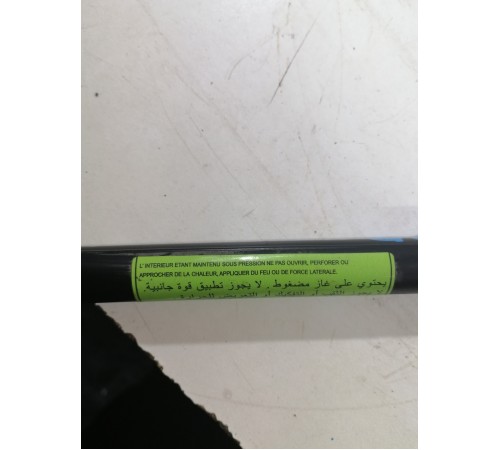 L'INTERIEUR ETANT MAINTENU SOUS PRESSION NE PAS OUVRIR, PERFORER OU
APPROCHER DE LA CHALEUR, APPLIQUER DU FEU OU DE FORCE LATERALE.
يحتوي على غاز مضغوط . لا يجوز تطبيق قوة جانبية.